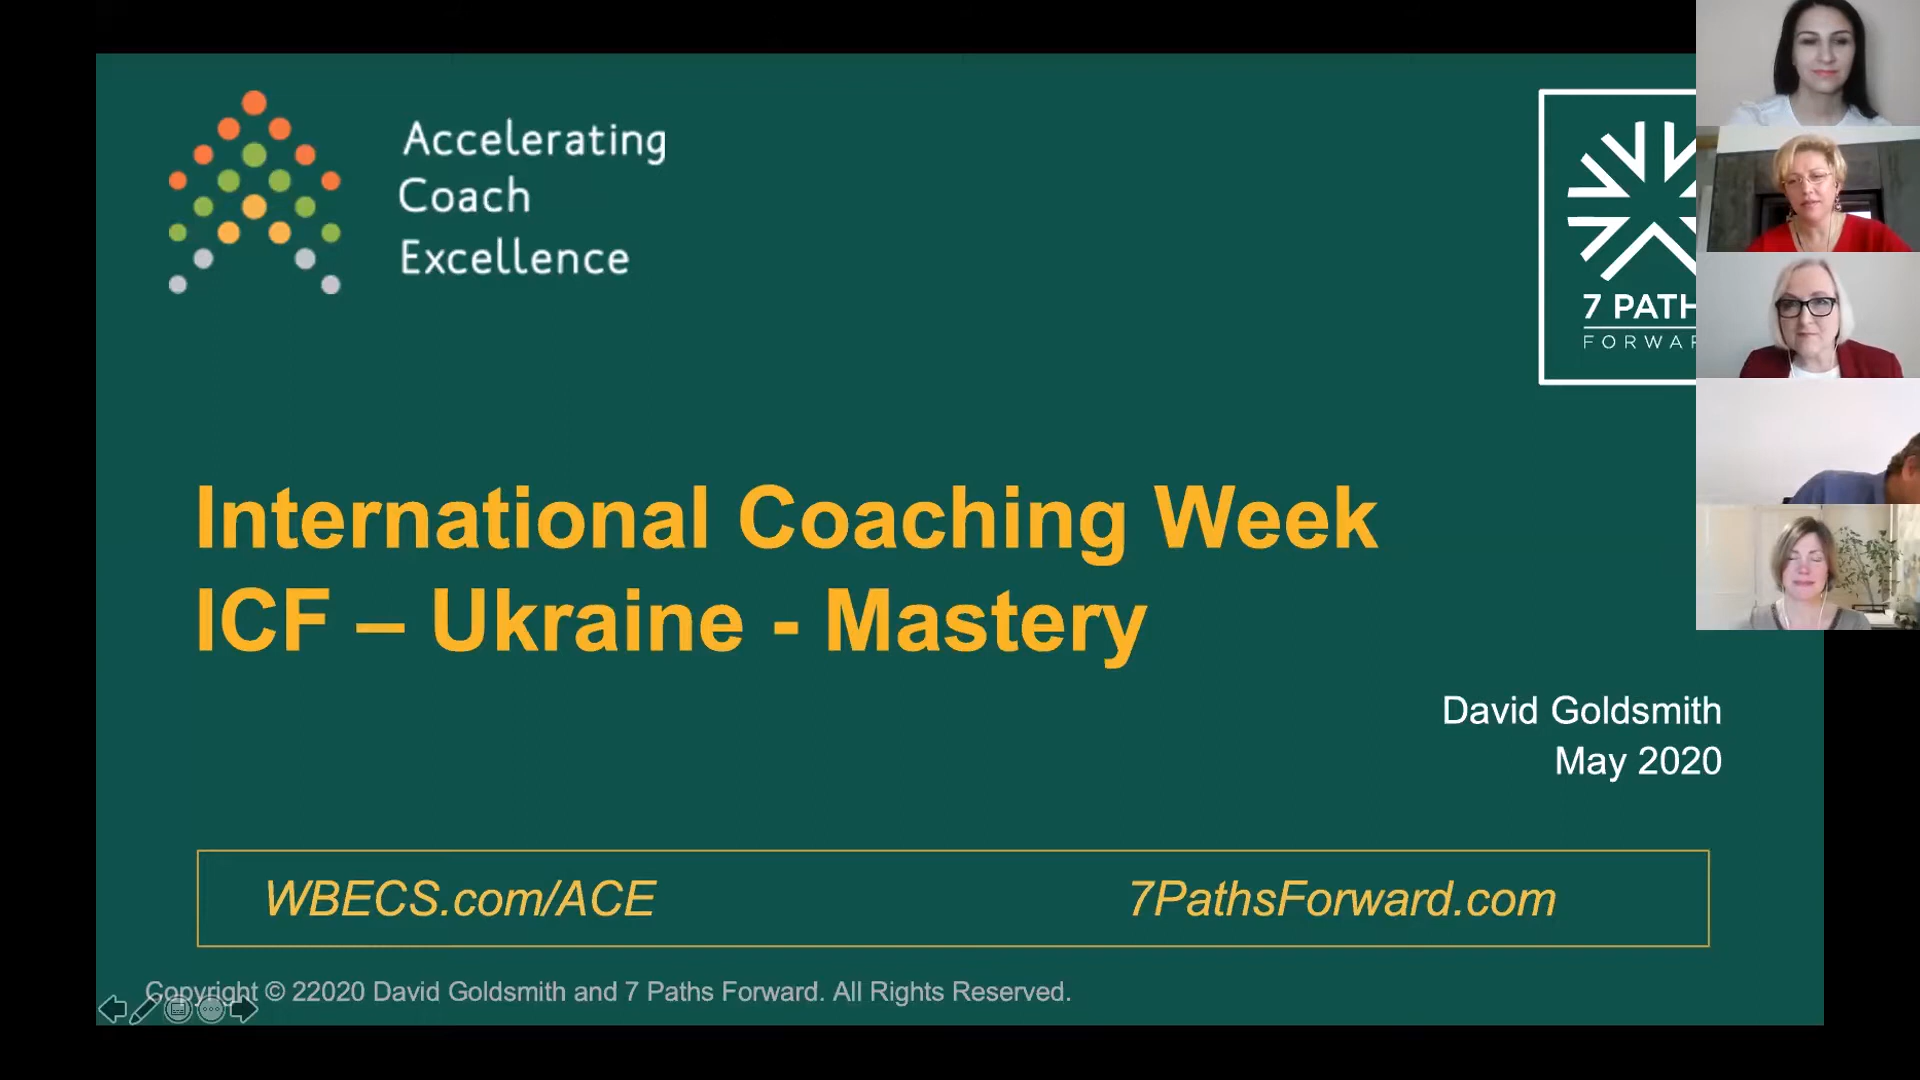 Accelerating
Coach
Excellence
7 PATH
FORWAR
International Coaching Week
ICF – Ukraine - Mastery
David Goldsmith
May 2020
WBECS.com/ACE
7PathsForward.com
Copyright © 22020 David Goldsmith and 7 Paths Forward. All Rights Reserved.